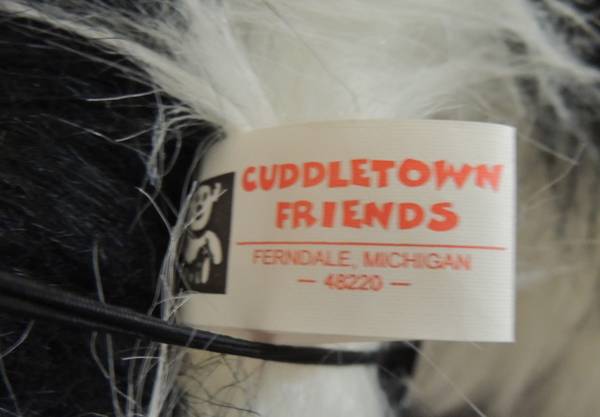 CUDDLETOWN
FRIENDS
FERNDALE, MICHIGAN
— 48220 —